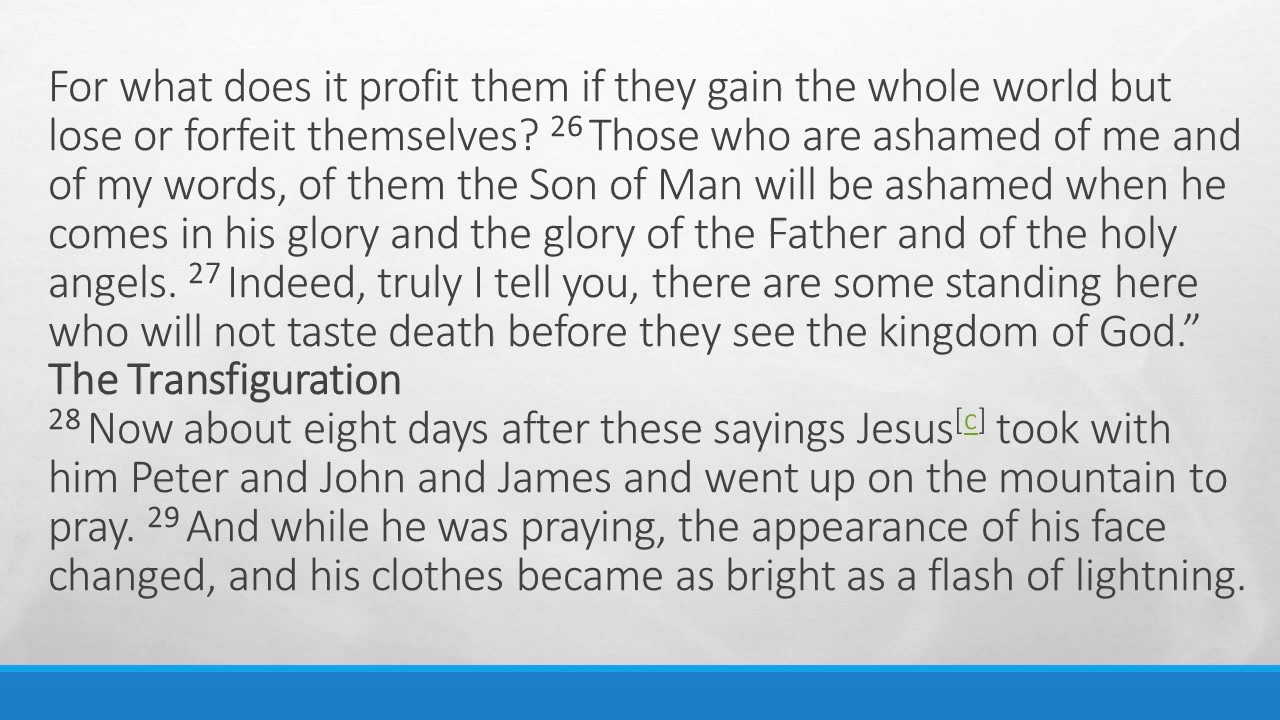 For what does it profit them if they gain the whole world but
lose or forfeit themselves? 26 Those who are ashamed of me and
of my words, of them the Son of Man will be ashamed when he
comes in his glory and the glory of the Father and of the holy
angels. 27 Indeed, truly I tell you, there are some standing here
who will not taste death before they see the kingdom of God.”
The Transfiguration
28 Now about eight days after these sayings Jesus[c] took with
him Peter and John and James and went up on the mountain to
pray. 29 And while he was praying, the appearance of his face
changed, and his clothes became as bright as a flash of lightning.